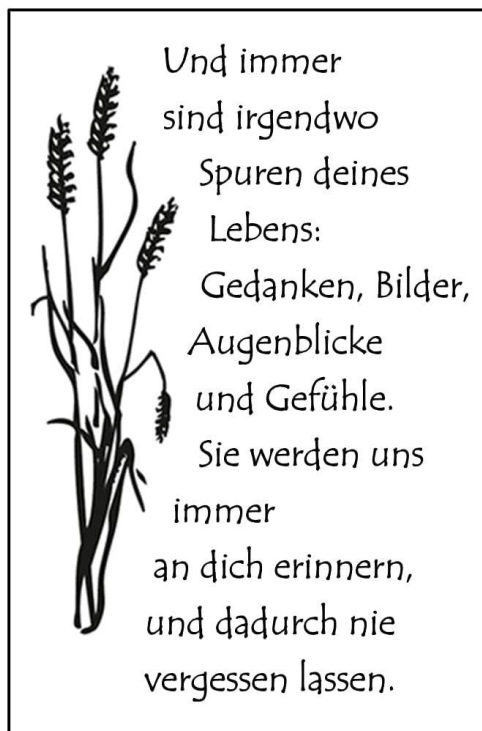 Und immer
sind irgendwo
Spuren deines
Lebens:
Gedanken, Bilder,
Augenblicke
und Gefühle.
Sie werden uns
immer
an dich erinnern,
und dadurch nie
vergessen lassen.